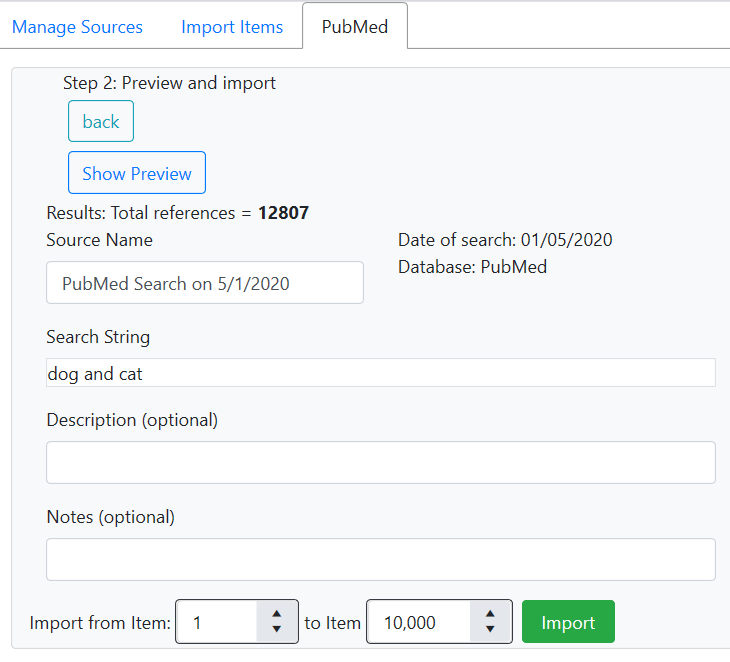 Manage Sources Import Items PubMed
Step 2: Preview and import
back
Show Preview
Results: Total references = 12807
Source Name
Date of search: 01/05/2020
Database: PubMed
PubMed Search on 5/1/2020
Search String
dog and cat
Description (optional)
Notes (optional)
Import from Item: 1 to Item 10,000 Import